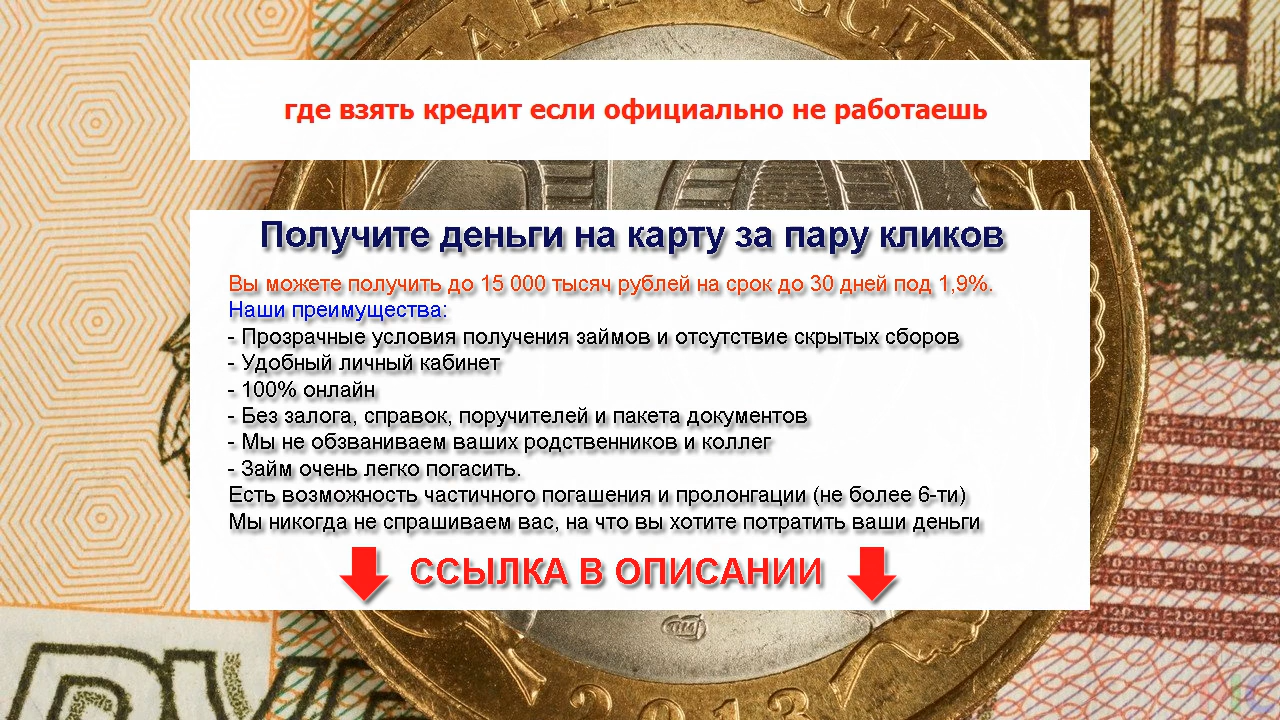 БАНК РОССИИ
где взять кредит если официально не работаешь
Получите деньги на карту за пару кликов
Вы можете получить до 15 000 тысяч рублей на срок до 30 дней под 1,9%.
Наши преимущества:
- Прозрачные условия получения займов и отсутствие скрытых сборов
- Удобный личный кабинет
- 100% онлайн
- Без залога, справок, поручителей и пакета документов
- Мы не обзваниваем ваших родственников и коллег
- Займ очень легко погасить.
Есть возможность частичного погашения и пролонгации (не более 6-ти)
Мы никогда не спрашиваем вас, на что вы хотите потратить ваши деньги
ССЫЛКА В ОПИСАНИИ
2013